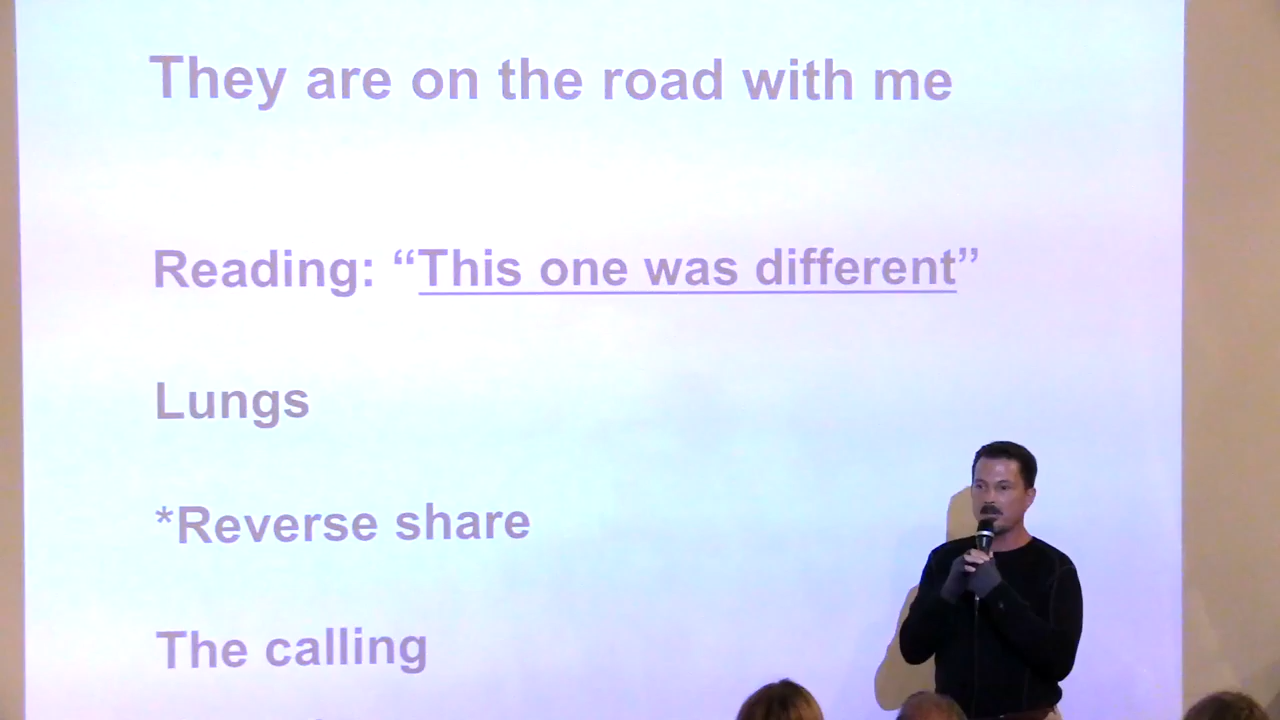 They are on the road with me
Reading: “This one was different”
Lungs
*Reverse share
The calling